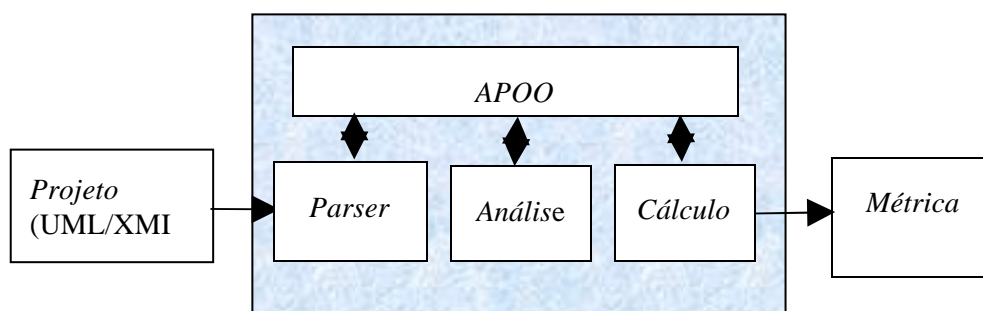 APOO
Projeto
(UML/XMI
Parser
Análise
Cálculo
Métrica